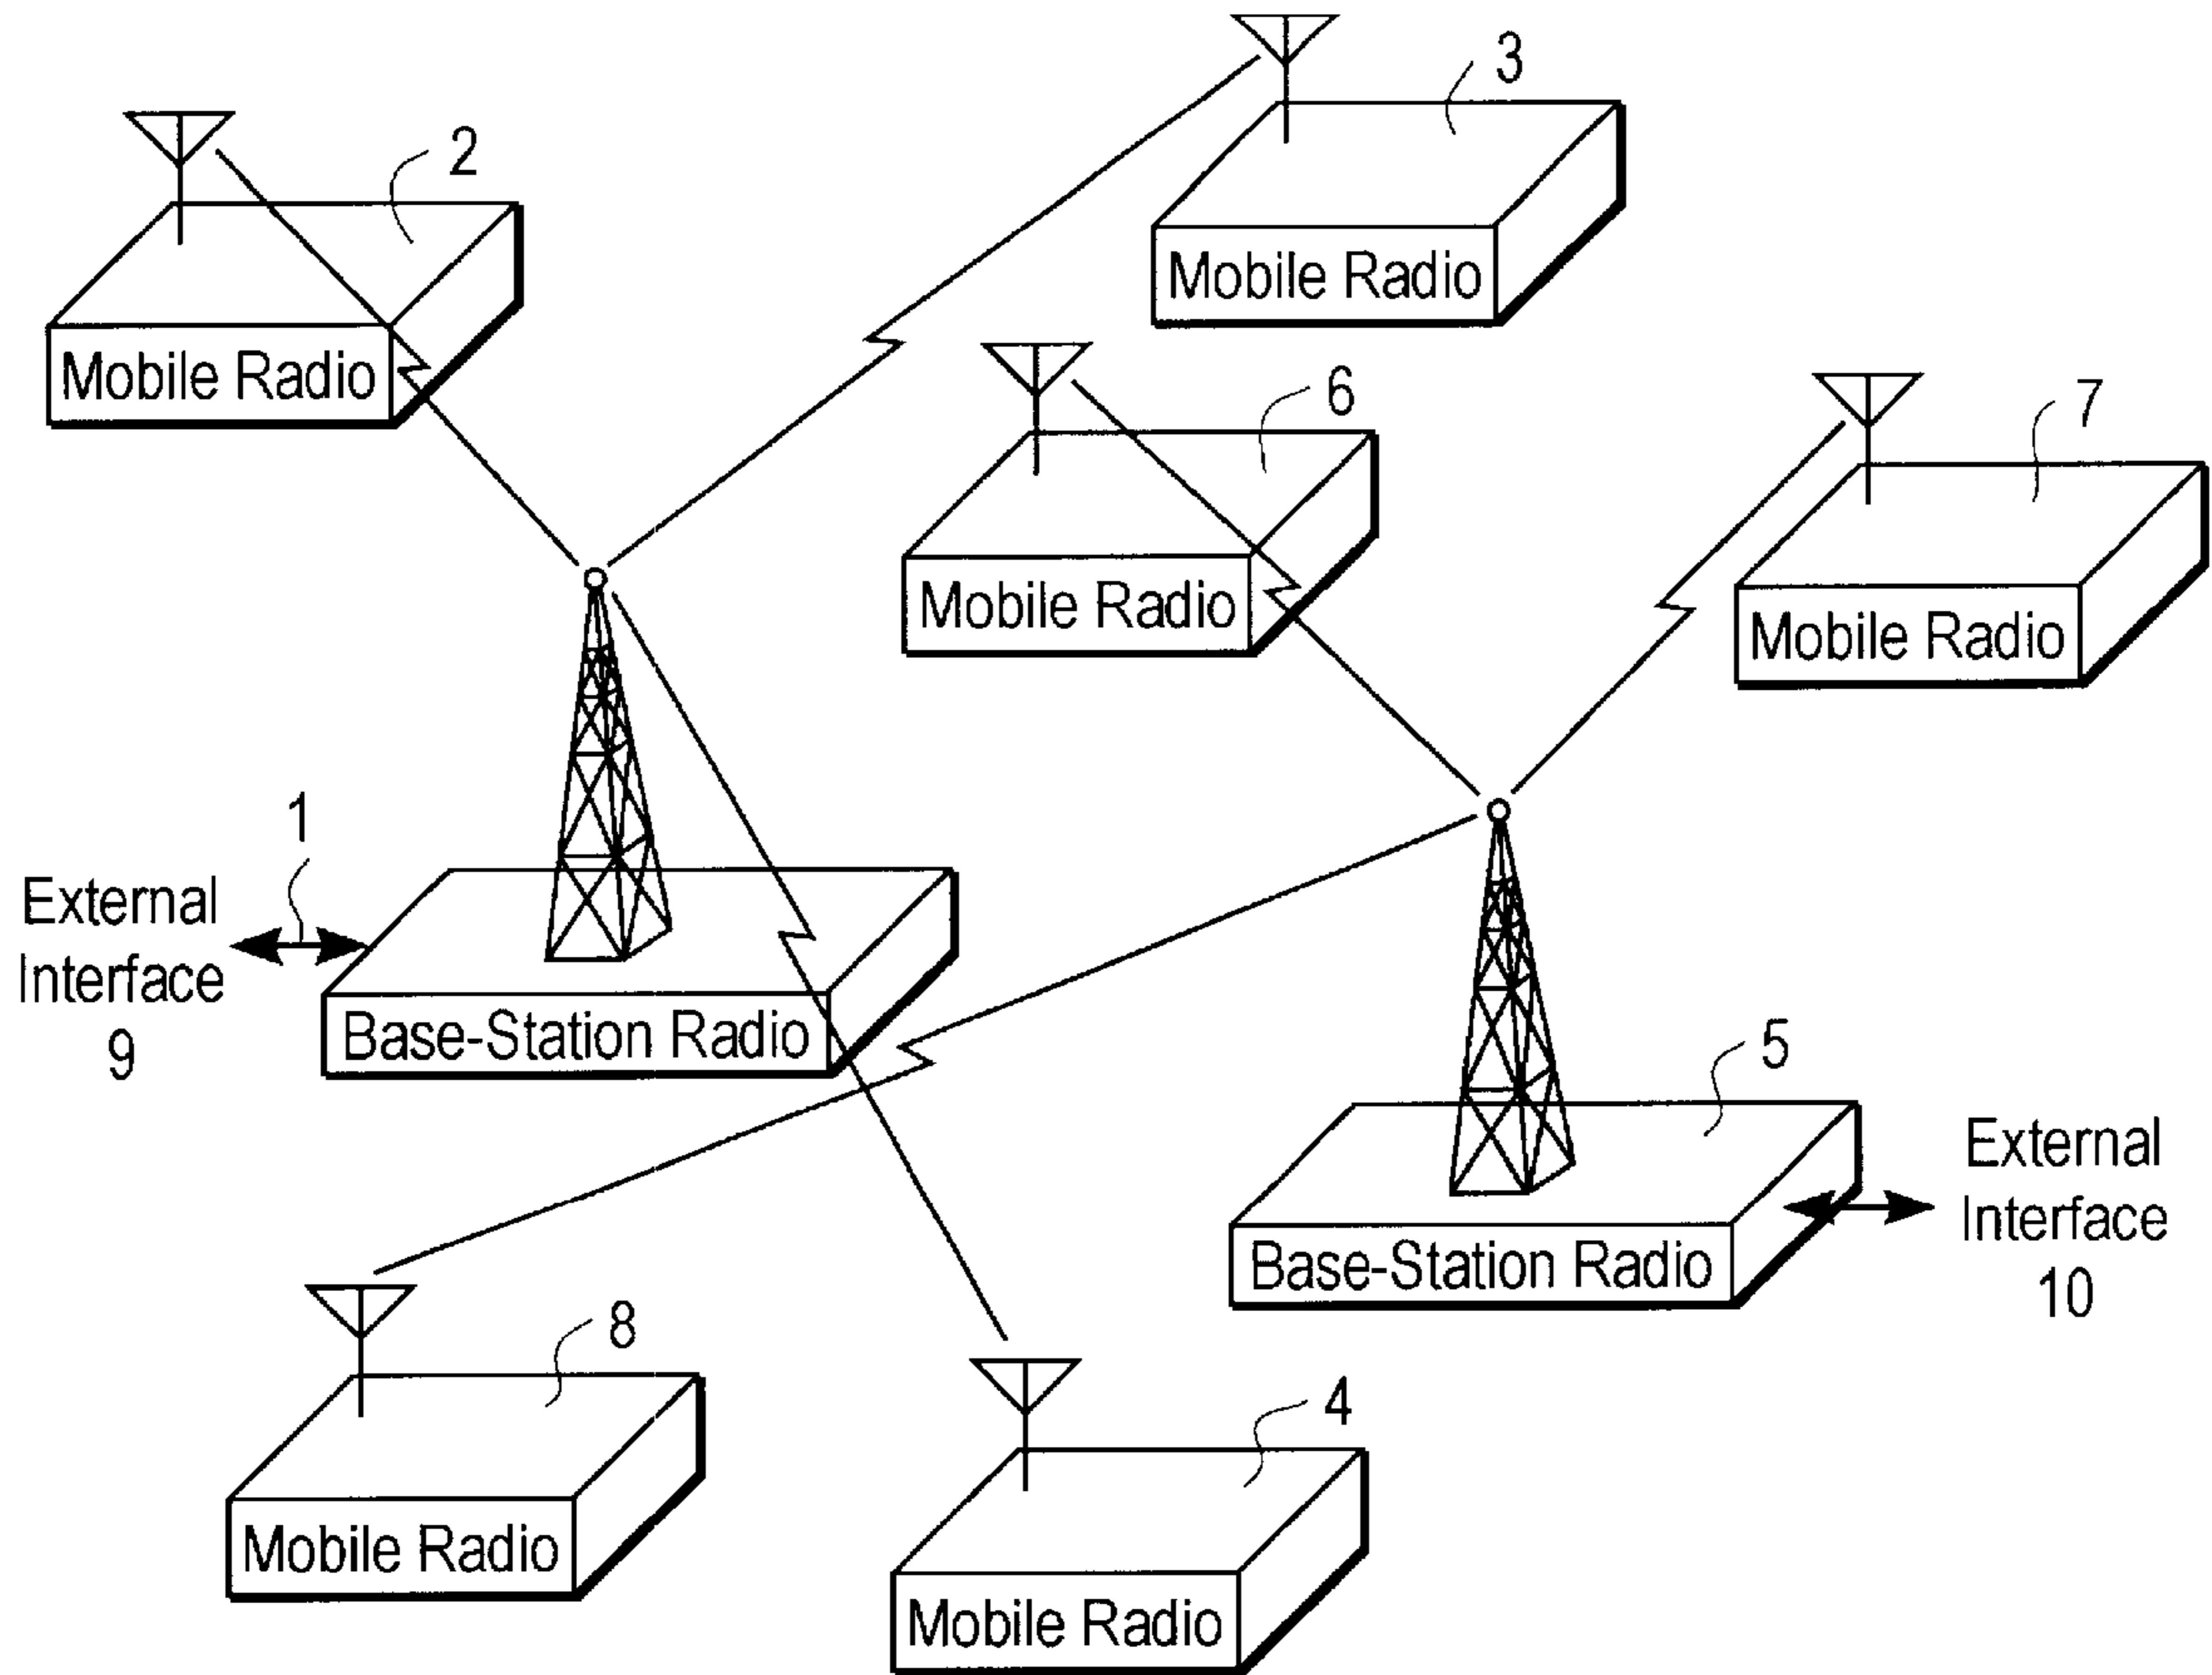 3
2
Mobile Radio
6
7
Mobile Radio
Mobile Radio
Mobile Radio
1
External
Interface
9
Base-Station Radio
5
External
Interface
10
Base-Station Radio
8
4
Mobile Radio
Mobile Radio